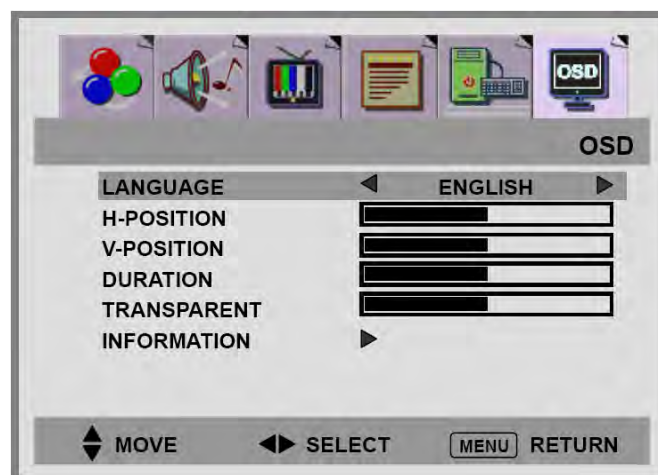 OSD
OSD
LANGUAGE ENGLISH
H-POSITION
V-POSITION
DURATION
TRANSPARENT
INFORMATION
MOVE SELECT MENU RETURN